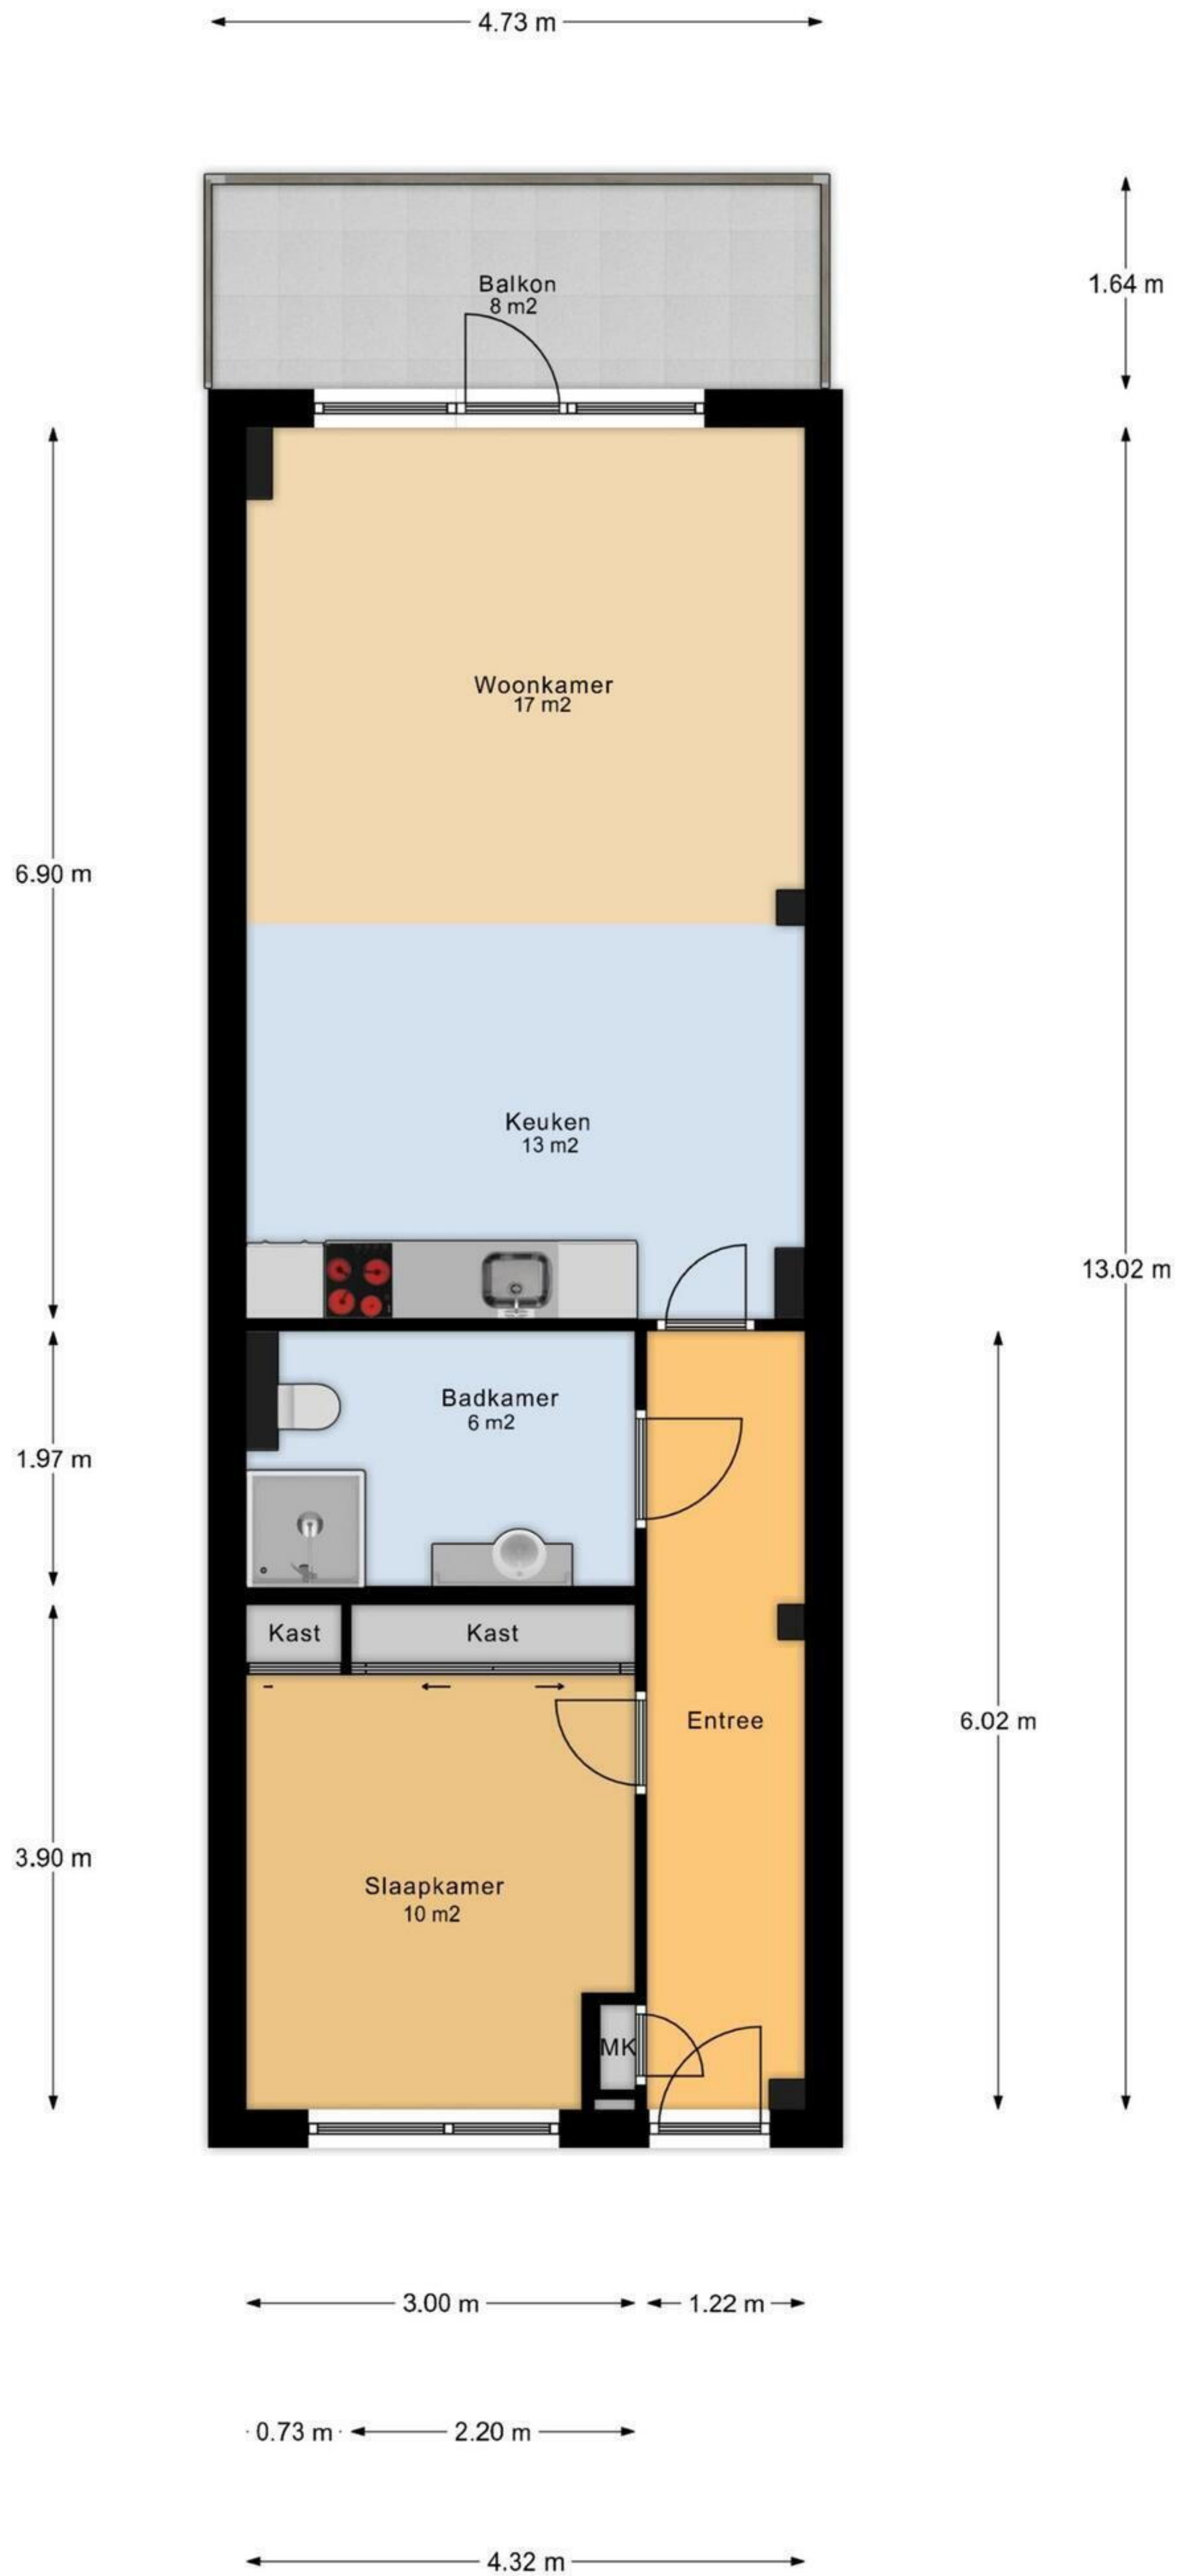 4.73 m
Balkon
8 m2
1.64 m
Woonkamer
17 m2
6.90 m
Keuken
13 m2
13.02 m
Badkamer
6 m2
1.97 m
Kast
Kast
Entree
6.02 m
3.90 m
Slaapkamer
10 m2
MK
3.00 m
1.22 m
0.73 m
2.20 m
4.32 m